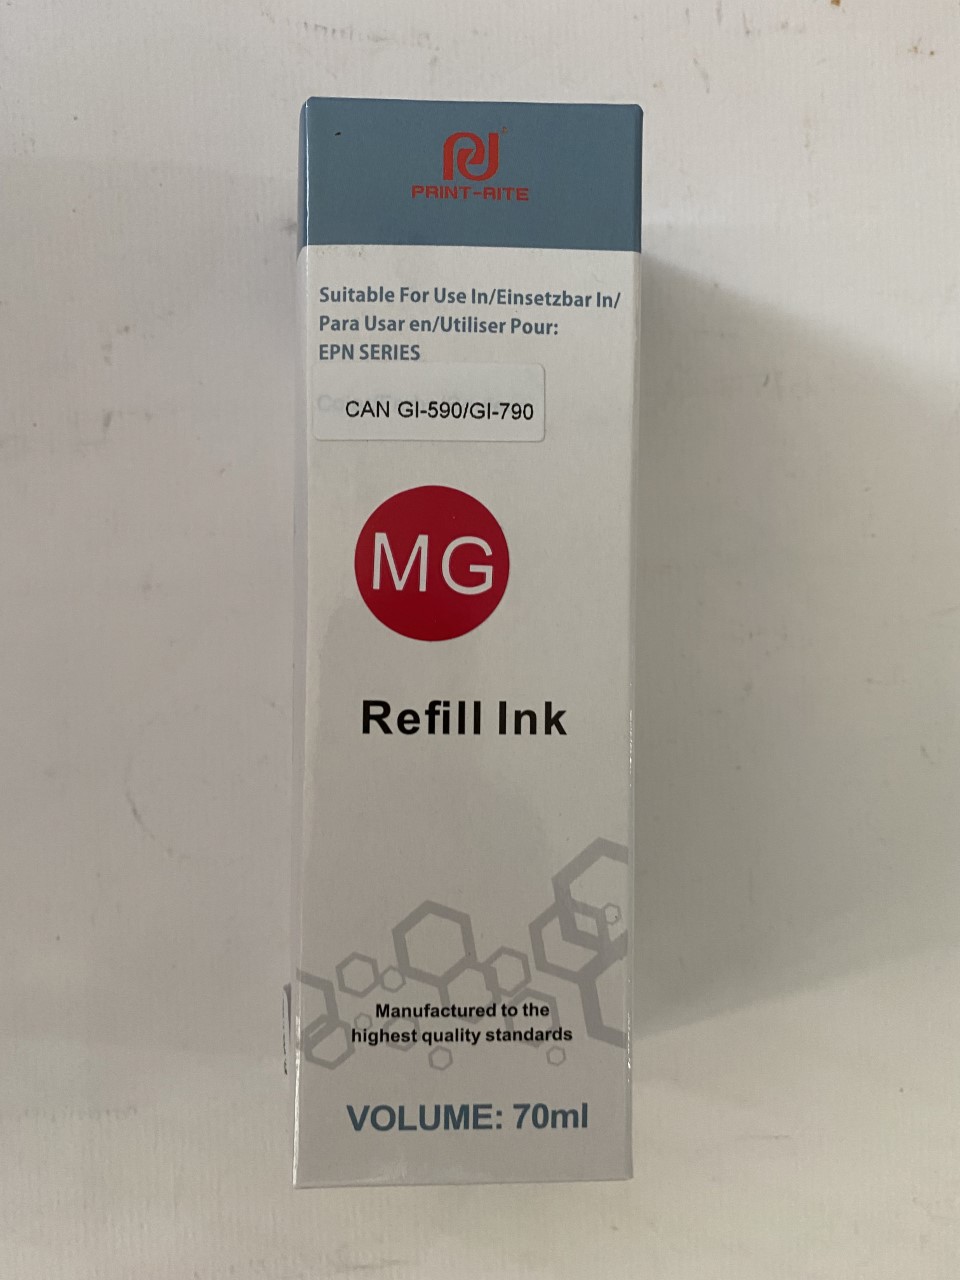 PRINT-RITE
Suitable For Use In/Einsetzbar In/
Para Usar en/Utiliser Pour:
EPN SERIES
CAN GI-590/GI-790
MG
Refill Ink
Manufactured to the
highest quality standards
VOLUME: 70ml